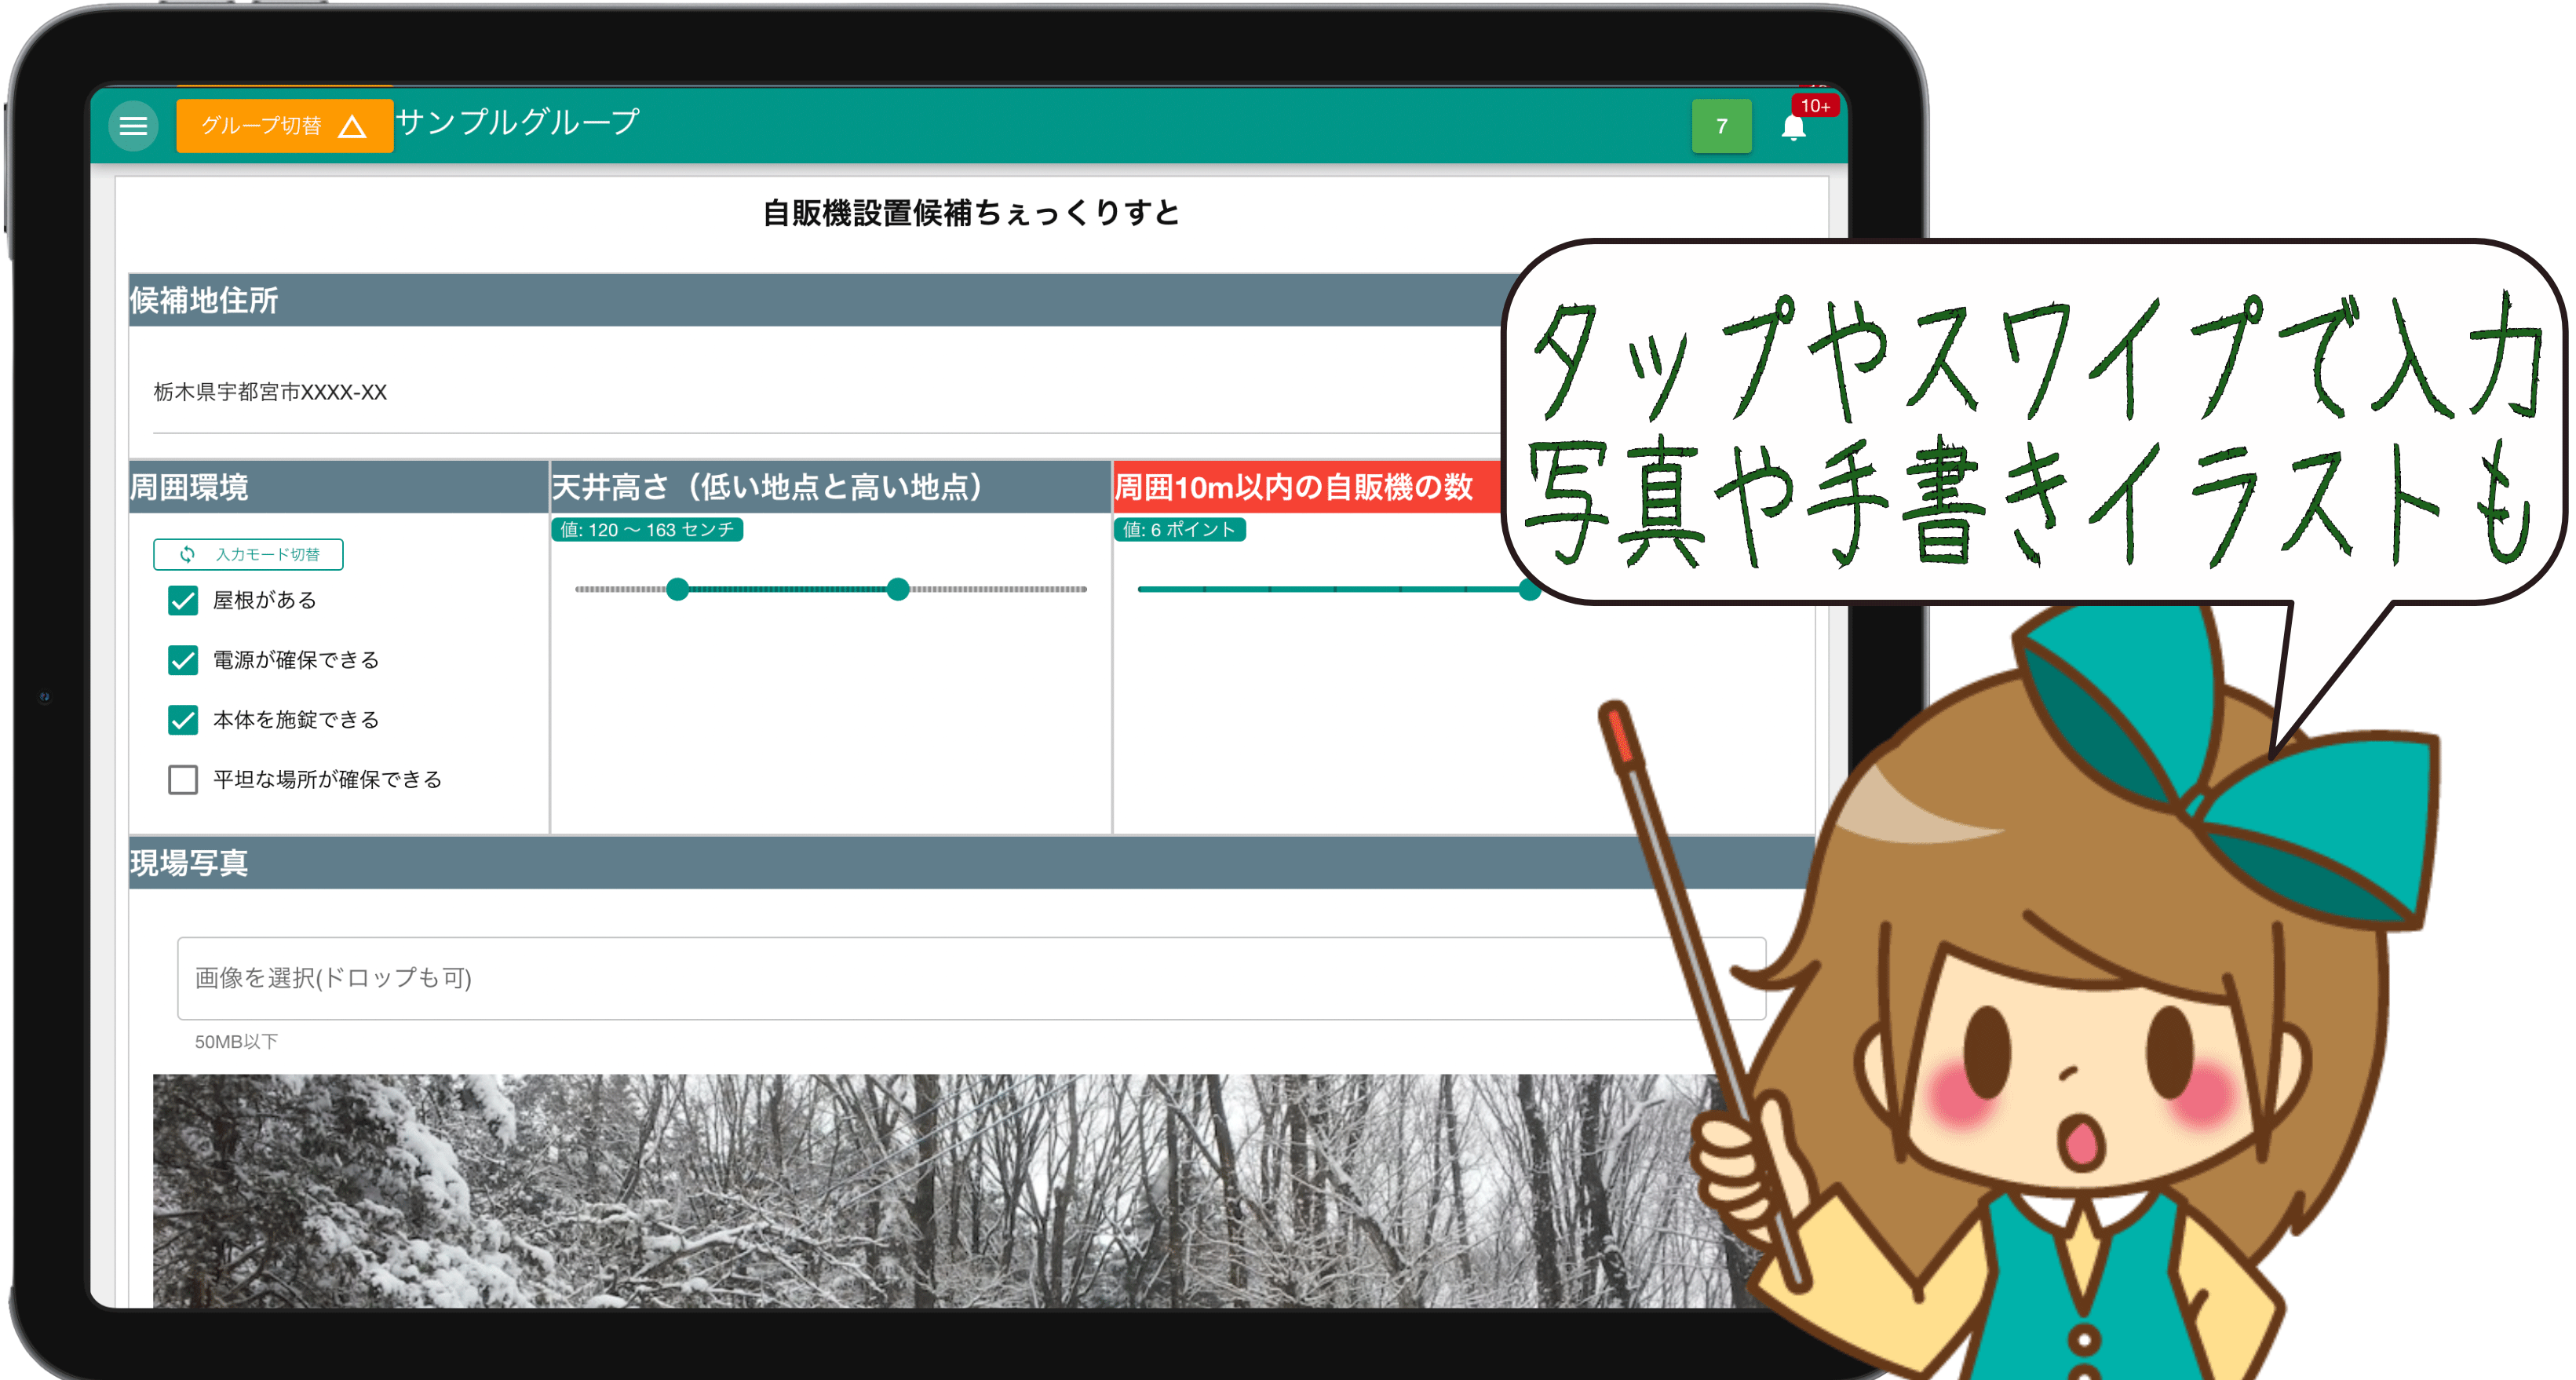 グループ切替 サンプルグループ 7 10+
自販機設置候補ちぇっくりすと
候補地住所
栃木県宇都宮市XXXX-XX
周囲環境
入力モード切替
屋根がある
電源が確保できる
本体を施錠できる
平坦な場所が確保できる
天井高さ（低い地点と高い地点）
値: 120 〜 163 センチ
周囲10m以内の自販機の数
値: 6 ポイント
現場写真
画像を選択(ドロップも可)
50MB以下
タップやスワイプで入力
写真や手書きイラストも